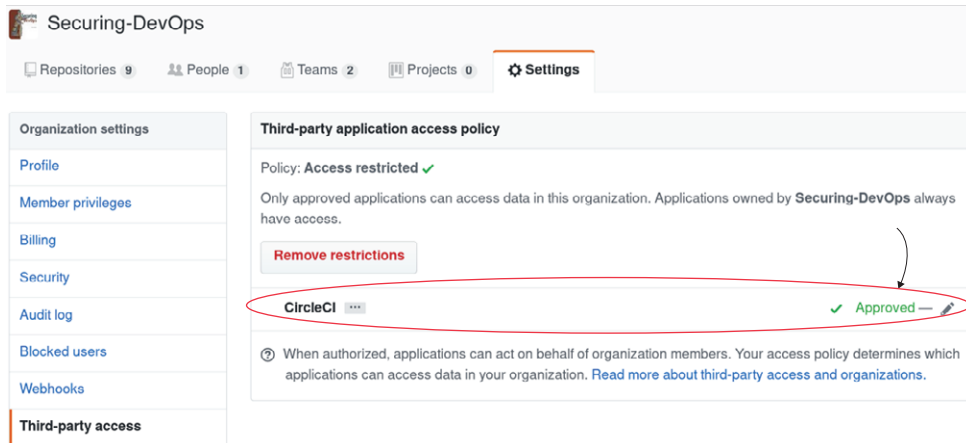 Securing-DevOps
Repositories 9 People 1 Teams 2 Projects 0 Settings
Organization settings
Profile
Member privileges
Billing
Security
Audit log
Blocked users
Webhooks
Third-party access
Third-party application access policy
Policy: Access restricted ✓
Only approved applications can access data in this organization. Applications owned by Securing-DevOps always
have access.
Remove restrictions
CircleCI ··· ✓ Approved —
? When authorized, applications can act on behalf of organization members. Your access policy determines which
applications can access data in your organization. Read more about third-party access and organizations.